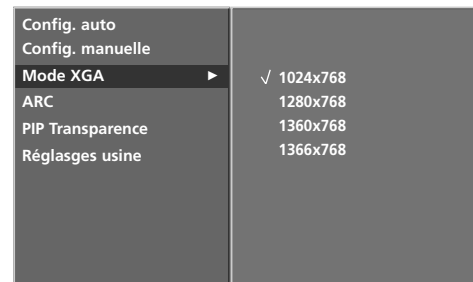 Config. auto
Config. manuelle
Mode XGA ►
ARC
PIP Transparence
Réglasges usine
√ 1024x768
1280x768
1360x768
1366x768